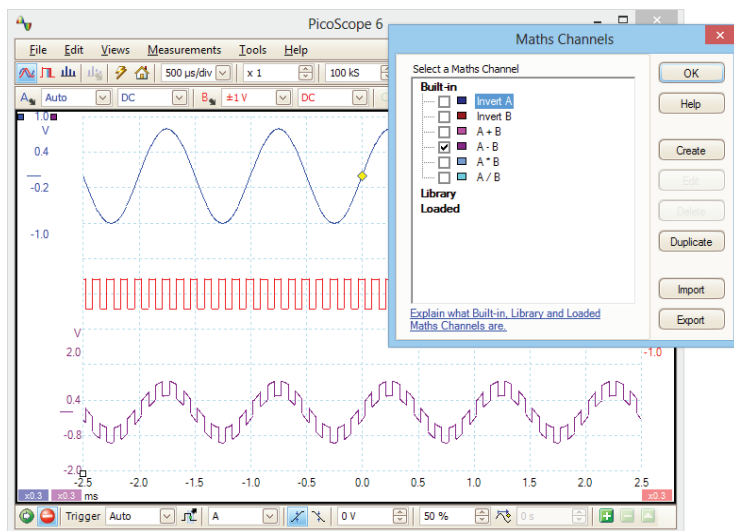 PicoScope 6
File Edit Views Measurements Tools Help
500 µs/div x 1 100 kS
A Auto DC B ±1 V DC
1.0
V
0.4
-0.2
-1.0
V
2.0
0.4
-0.8
-2.0
-1.0
-2.5 -2.0 -1.5 -1.0 -0.5 0.0 0.5 1.0 1.5 2.0 2.5
x0.3 x0.3 ms x0.3
Trigger Auto A 0 V 50 % 0 s
Maths Channels
Select a Maths Channel
Built-in
Invert A
Invert B
A + B
A - B
A * B
A / B
Library
Loaded
Explain what Built-in, Library and Loaded
Maths Channels are.
OK
Help
Create
Edit
Delete
Duplicate
Import
Export